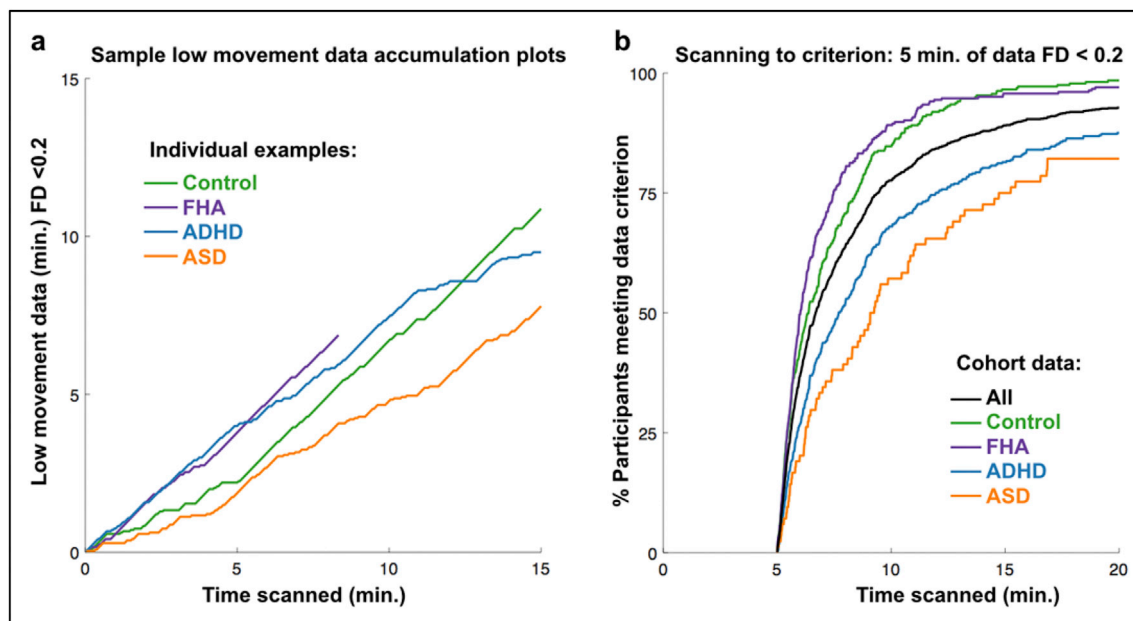 a
Sample low movement data accumulation plots
Low movement data (min.) FD <0.2
15
10
5
0
Individual examples:
Control
FHA
ADHD
ASD
0 5 10 15
Time scanned (min.)
b
Scanning to criterion: 5 min. of data FD < 0.2
% Participants meeting data criterion
100
75
50
25
0
Cohort data:
All
Control
FHA
ADHD
ASD
0 5 10 15 20
Time scanned (min.)